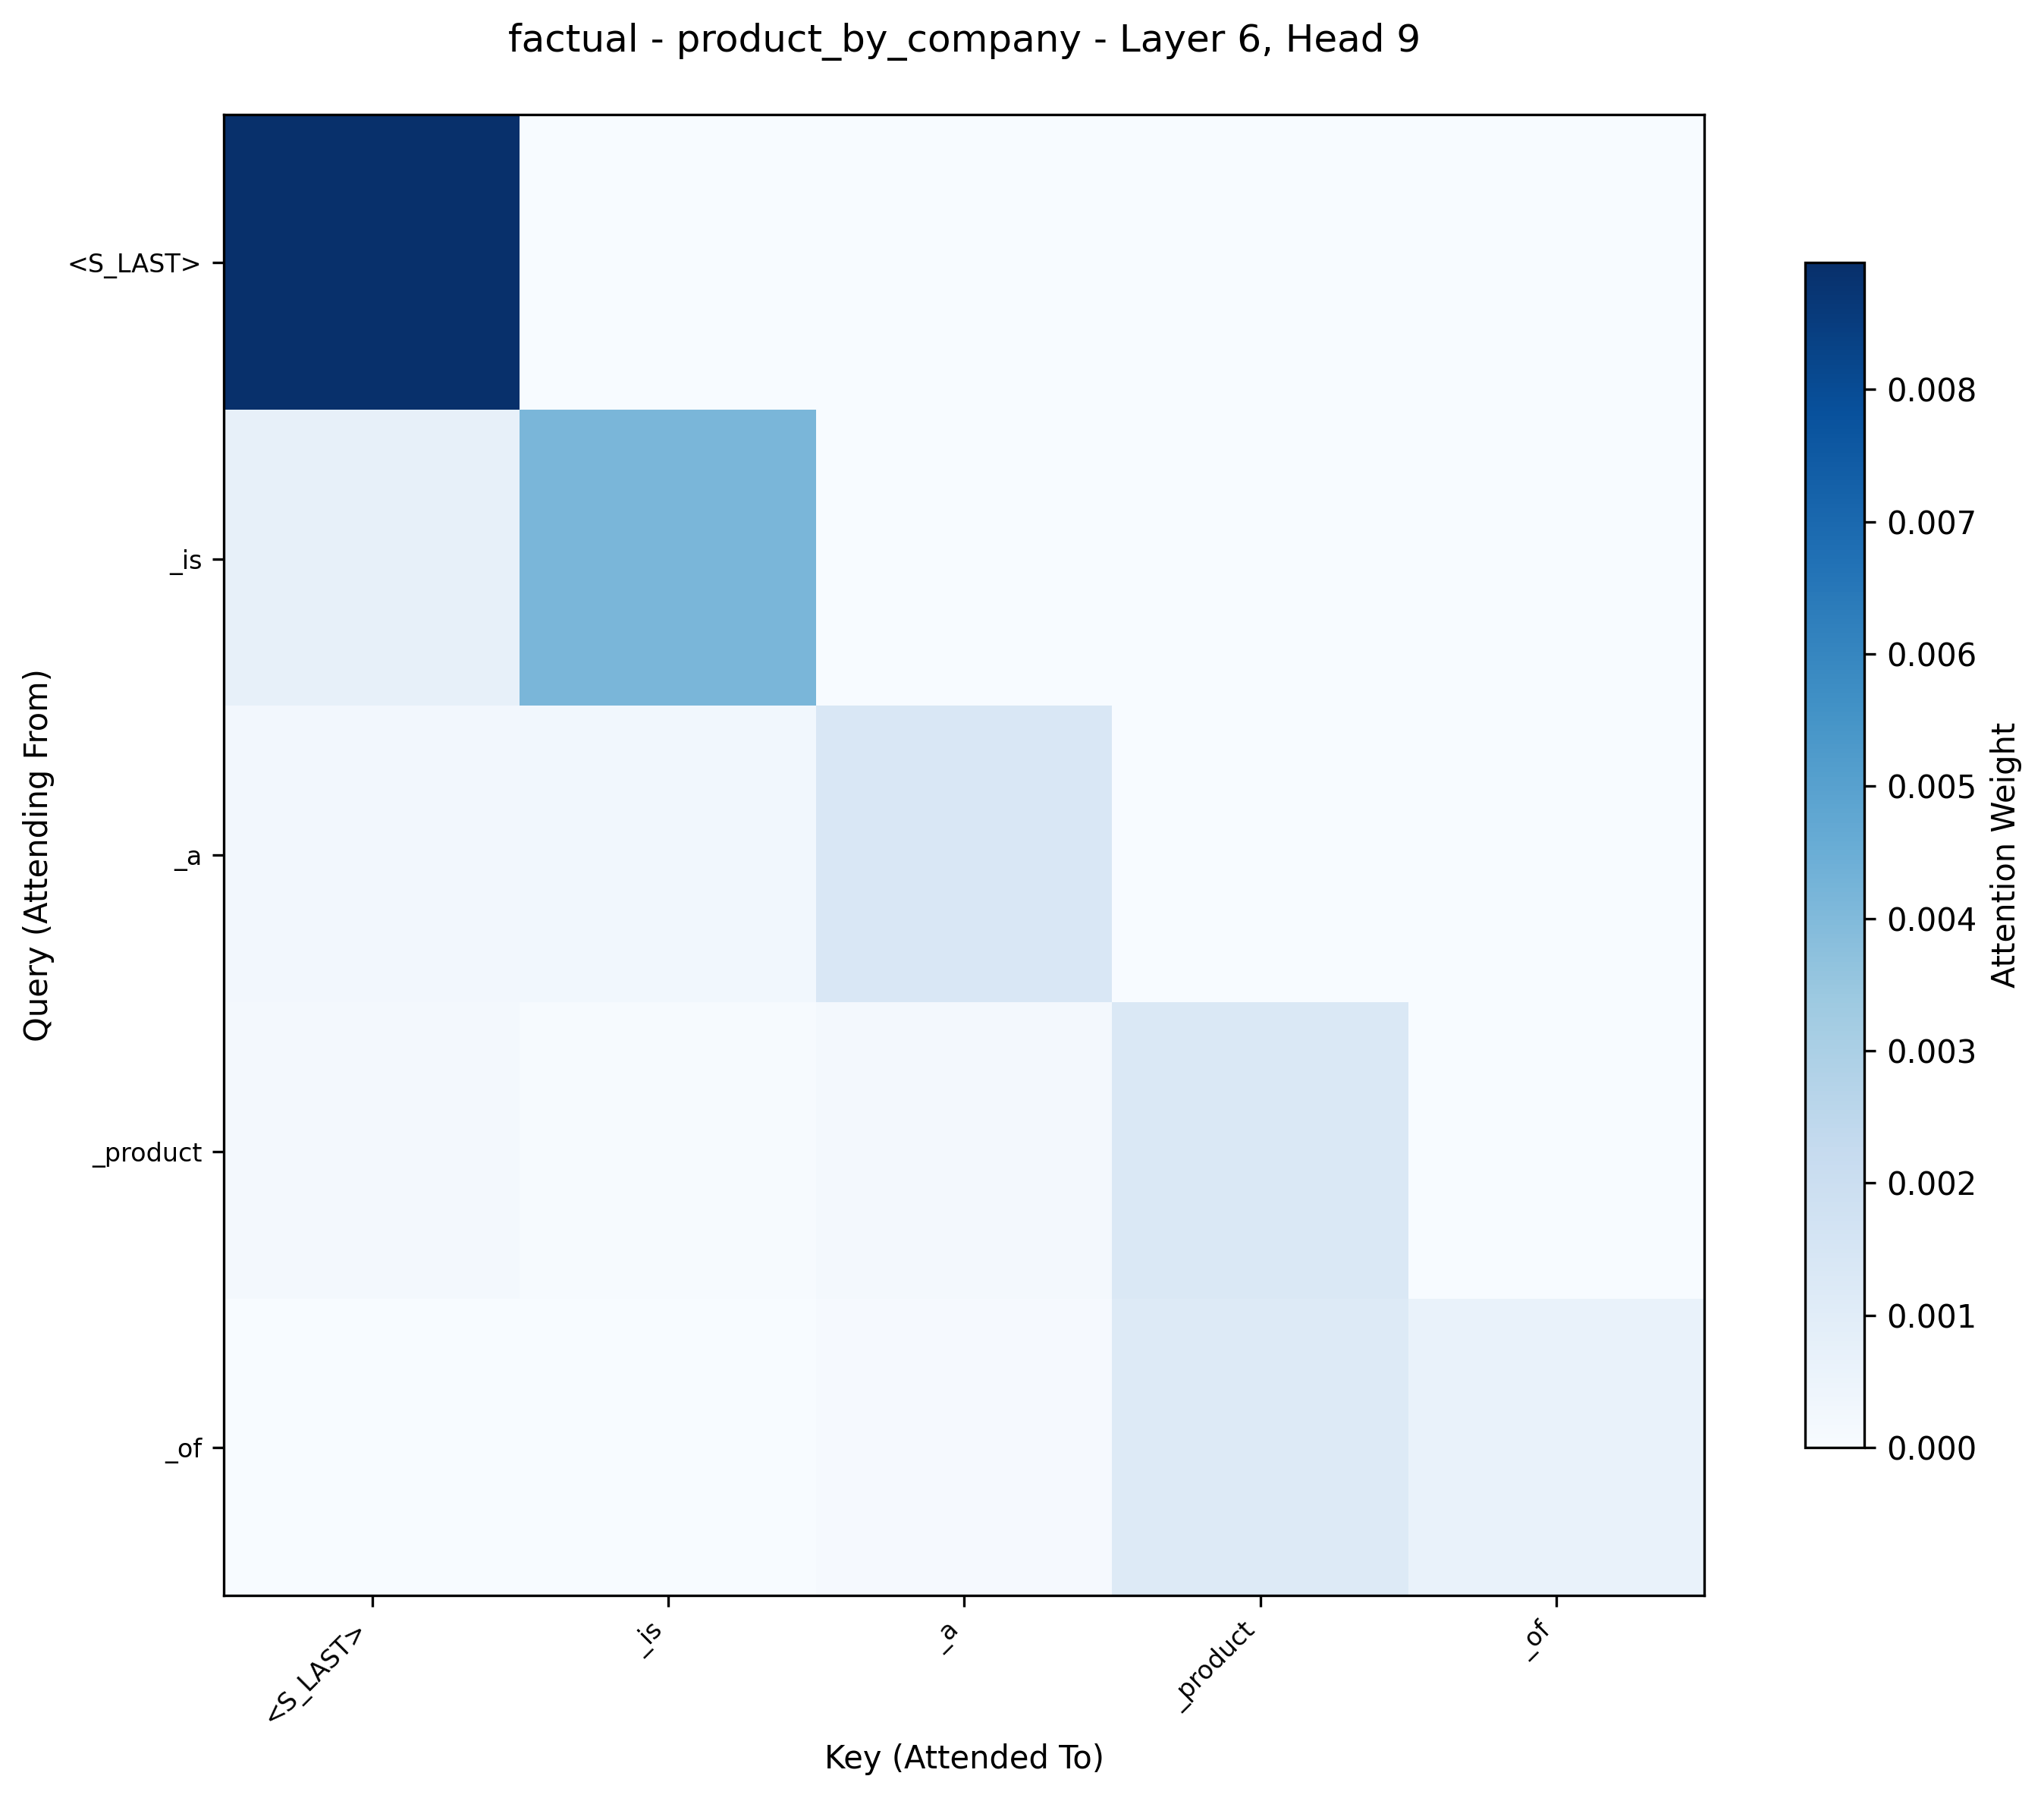 factual - product_by_company - Layer 6, Head 9
<S_LAST>
_is
_a
_product
_of
Query (Attending From)
<S_LAST>
_is
_a
_product
_of
Key (Attended To)
0.008
0.007
0.006
0.005
0.004
0.003
0.002
0.001
0.000
Attention Weight